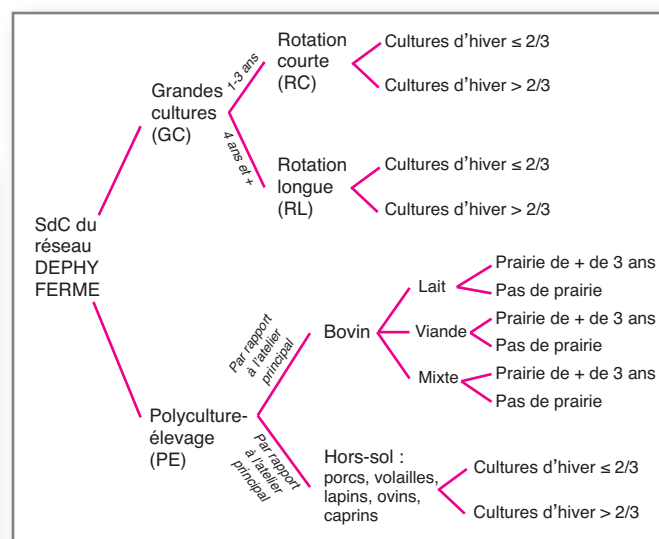 SdC du
réseau
DEPHY
FERME
Grandes
cultures
(GC)
1-3 ans
4 ans et +
Rotation
courte
(RC)
Cultures d'hiver ≤ 2/3
Cultures d'hiver > 2/3
Rotation
longue
(RL)
Cultures d'hiver ≤ 2/3
Cultures d'hiver > 2/3
Polyculture-
élevage
(PE)
Par rapport
à l'atelier
principal
Bovin
Lait
Prairie de + de 3 ans
Pas de prairie
Viande
Prairie de + de 3 ans
Pas de prairie
Mixte
Prairie de + de 3 ans
Pas de prairie
Par rapport
à l'atelier
principal
Hors-sol :
porcs, volailles,
lapins, ovins,
caprins
Cultures d'hiver ≤ 2/3
Cultures d'hiver > 2/3